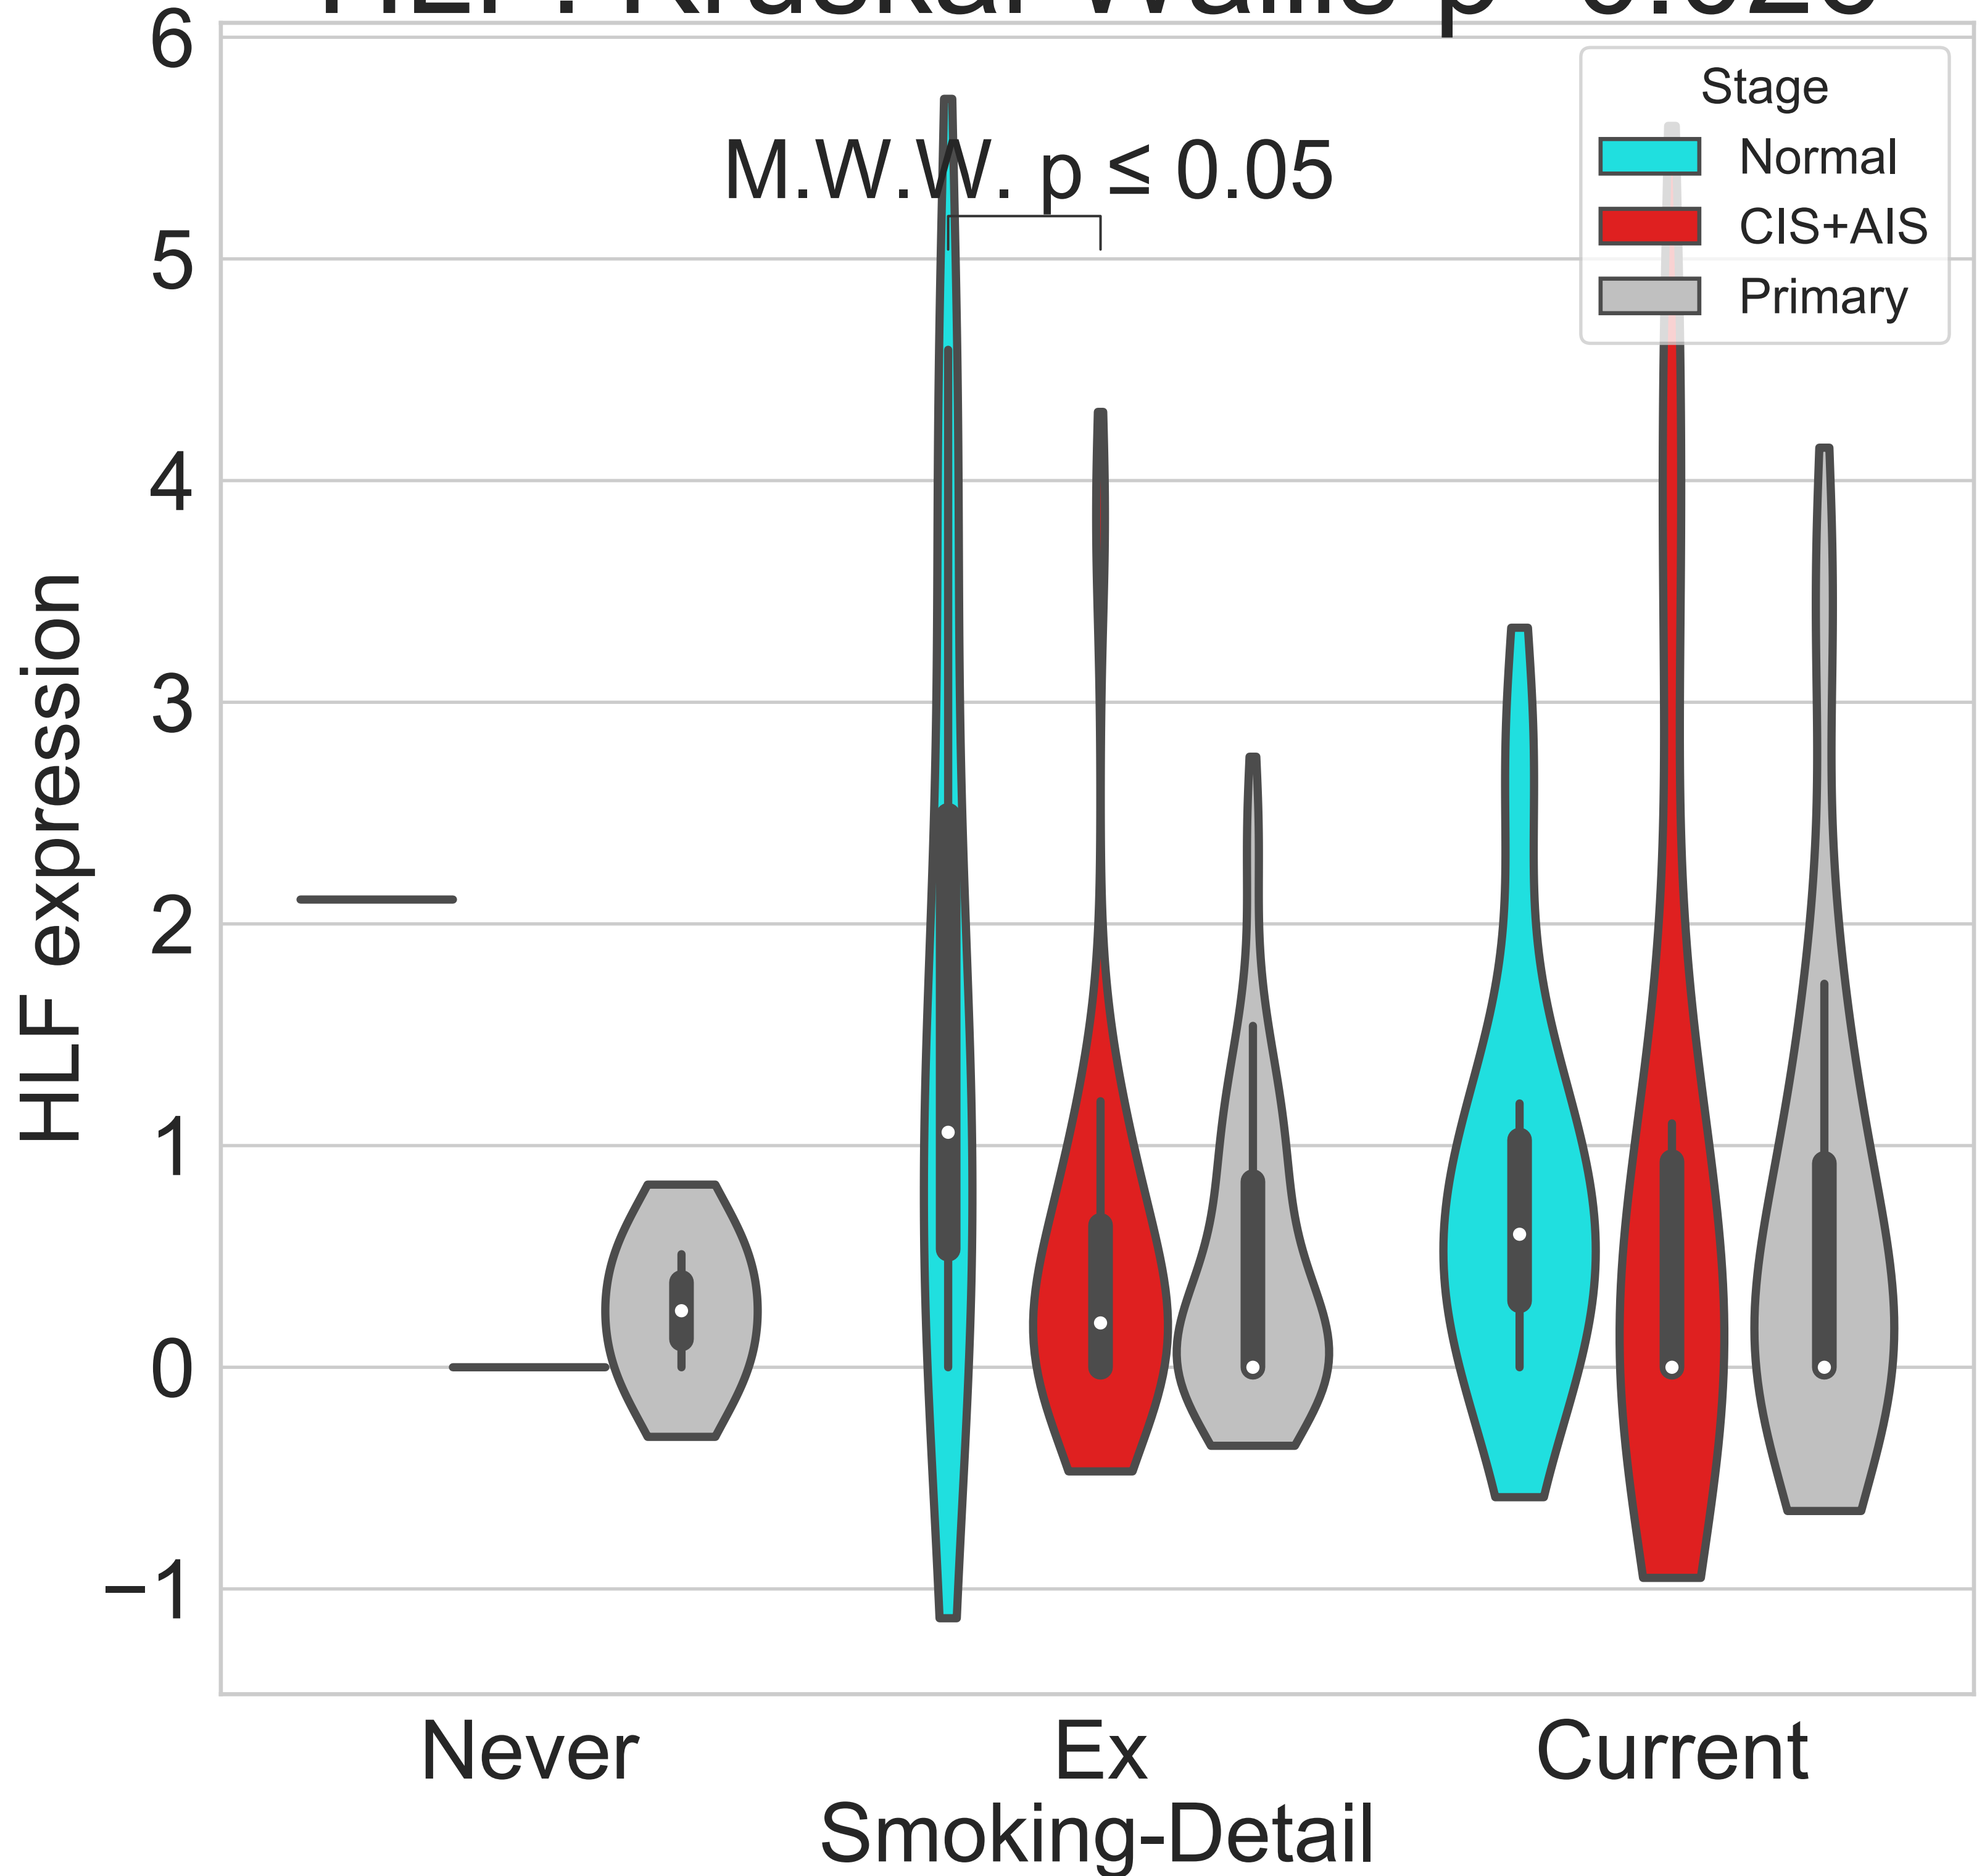 6
5
4
3
2
1
0
−1
HLF expression
M.W.W. p ≤ 0.05
Stage
Normal
CIS+AIS
Primary
Never
Ex
Current
Smoking-Detail